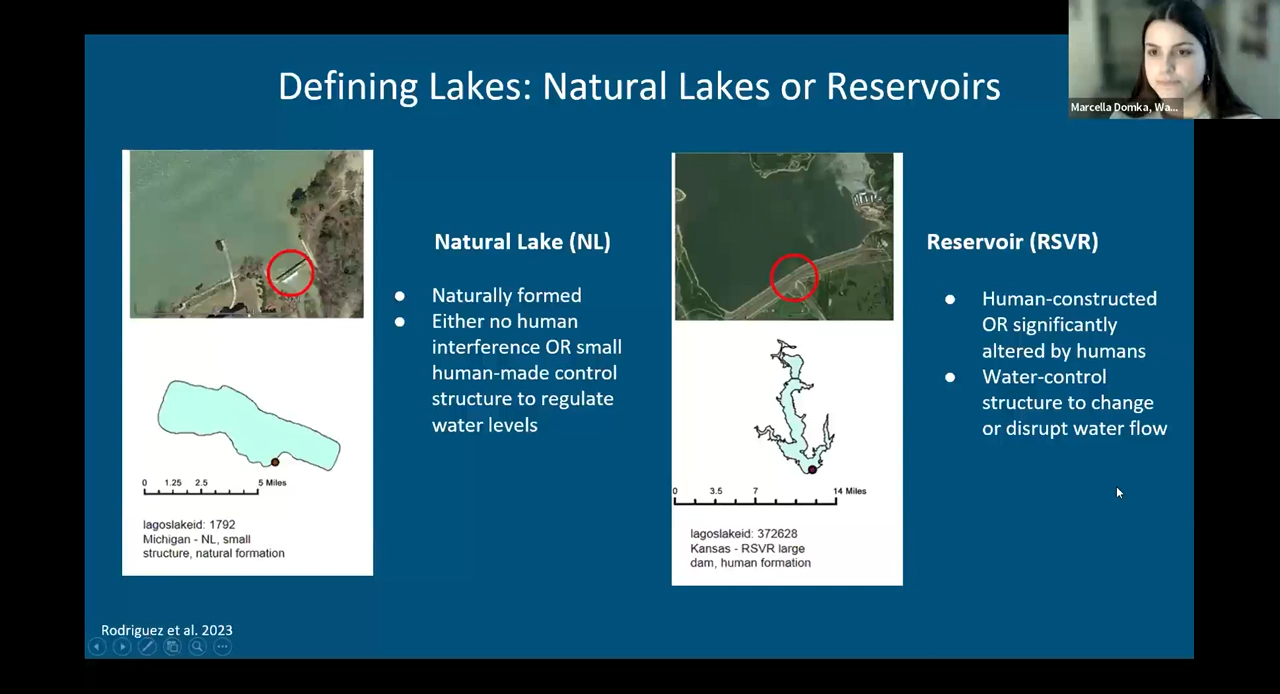 Defining Lakes: Natural Lakes or Reservoirs
Marcella Domka, Wa...
Natural Lake (NL)
● Naturally formed
● Either no human
interference OR small
human-made control
structure to regulate
water levels
0 1.25 2.5 5 Miles
lagoslakeid: 1792
Michigan - NL, small
structure, natural formation
Reservoir (RSVR)
● Human-constructed
OR significantly
altered by humans
● Water-control
structure to change
or disrupt water flow
0 3.5 7 14 Miles
lagoslakeid: 372628
Kansas - RSVR large
dam, human formation
Rodriguez et al. 2023